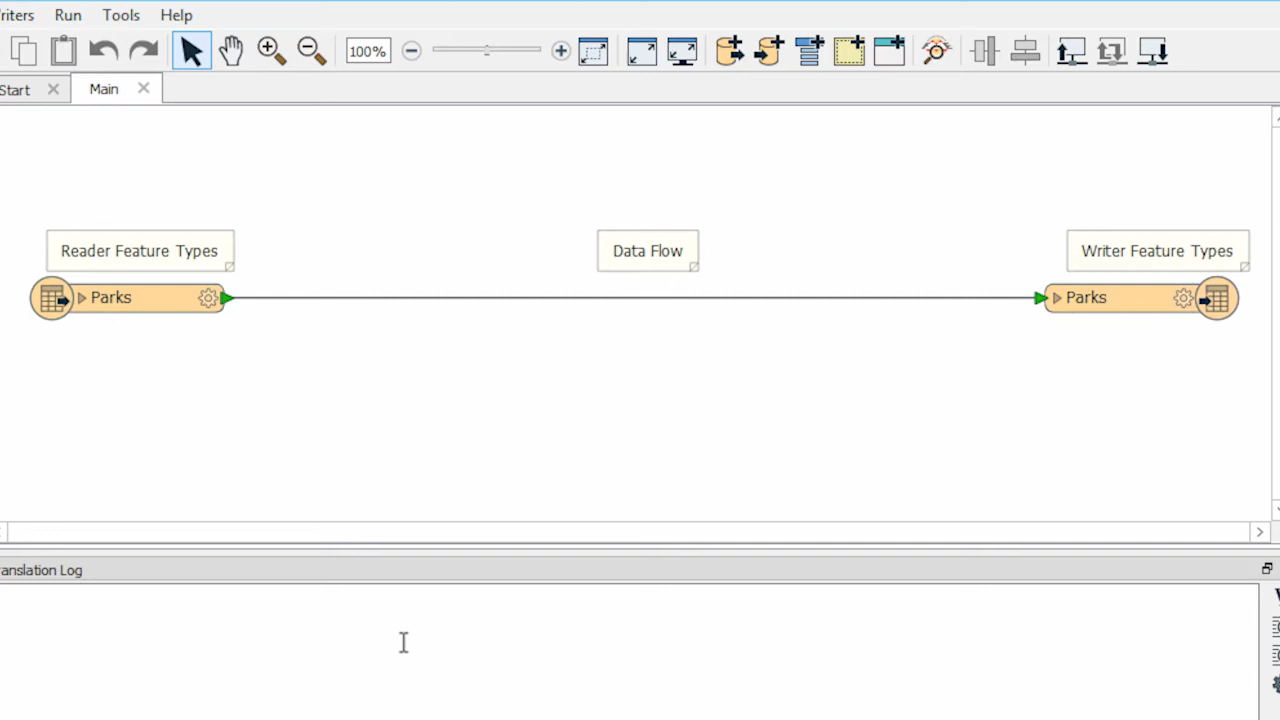 riters Run Tools Help
100%
Start Main
Reader Feature Types
Data Flow
Writer Feature Types
Parks
Parks
anslation Log